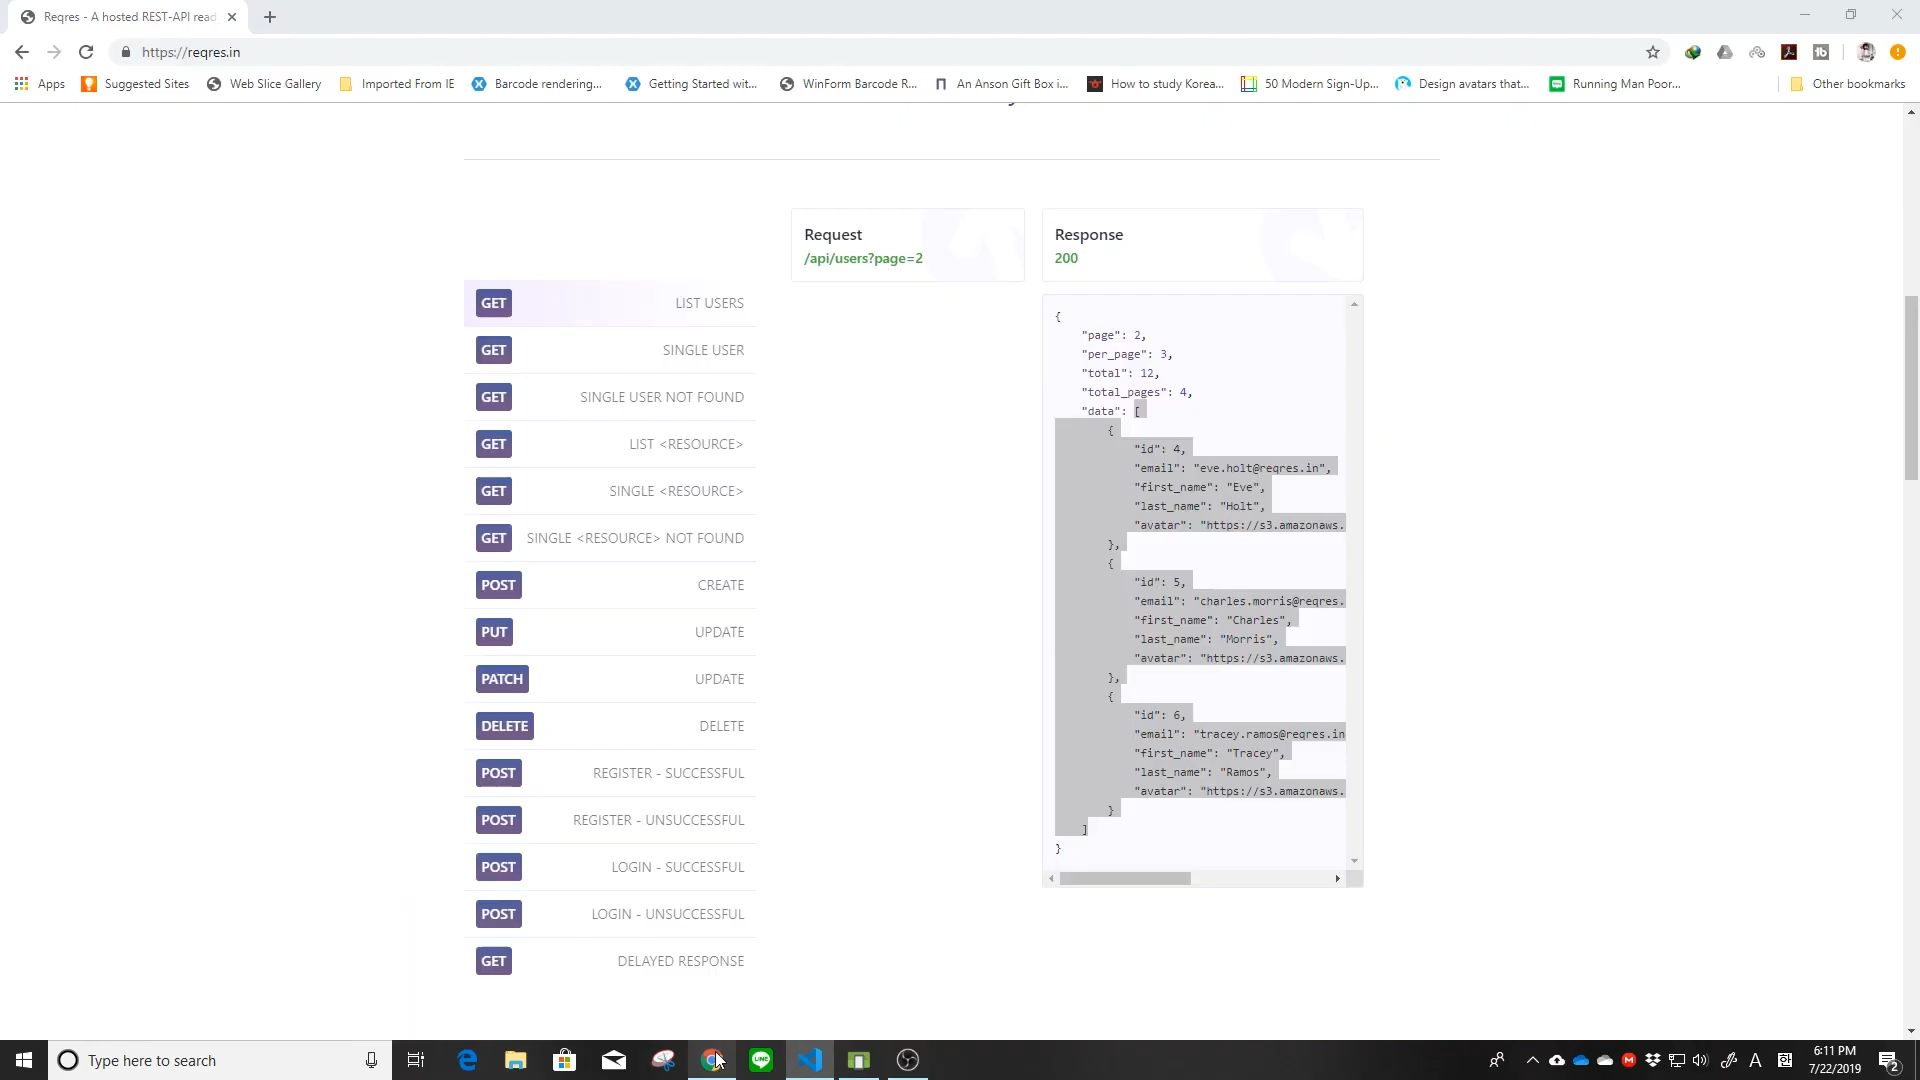 Reqres - A hosted REST-API read
https://reqres.in
Apps
Suggested Sites
Web Slice Gallery
Imported From IE
Barcode rendering...
Getting Started wit...
WinForm Barcode R...
An Anson Gift Box i...
How to study Korea...
50 Modern Sign-Up...
Design avatars that...
Running Man Poor...
Other bookmarks
Request
/api/users?page=2
Response
200
GET LIST USERS
GET SINGLE USER
GET SINGLE USER NOT FOUND
GET LIST <RESOURCE>
GET SINGLE <RESOURCE>
GET SINGLE <RESOURCE> NOT FOUND
POST CREATE
PUT UPDATE
PATCH UPDATE
DELETE DELETE
POST REGISTER - SUCCESSFUL
POST REGISTER - UNSUCCESSFUL
POST LOGIN - SUCCESSFUL
POST LOGIN - UNSUCCESSFUL
GET DELAYED RESPONSE
{
"page": 2,
"per_page": 3,
"total": 12,
"total_pages": 4,
"data": [
{
"id": 4,
"email": "eve.holt@reqres.in",
"first_name": "Eve",
"last_name": "Holt",
"avatar": "https://s3.amazonaws.
},
{
"id": 5,
"email": "charles.morris@reqres.
"first_name": "Charles",
"last_name": "Morris",
"avatar": "https://s3.amazonaws.
},
{
"id": 6,
"email": "tracey.ramos@reqres.in
"first_name": "Tracey",
"last_name": "Ramos",
"avatar": "https://s3.amazonaws.
}
]
}
Type here to search
LINE
A
6:11 PM
7/22/2019
2